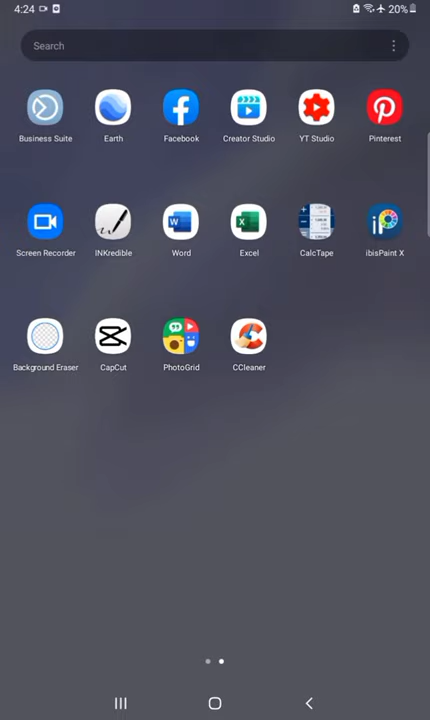 4:24
20%
Search
Business Suite
Earth
Facebook
Creator Studio
YT Studio
Pinterest
Screen Recorder
INKredible
Word
Excel
CalcTape
ibisPaint X
Background Eraser
CapCut
PhotoGrid
CCleaner